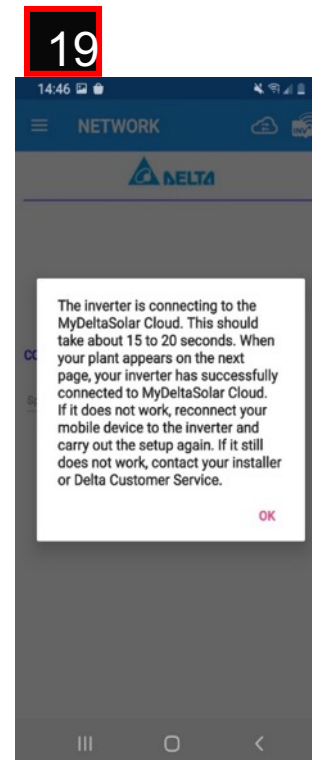 19
14:46
NETWORK
DELTA
The inverter is connecting to the
MyDeltaSolar Cloud. This should
take about 15 to 20 seconds. When
your plant appears on the next
page, your inverter has successfully
connected to MyDeltaSolar Cloud.
If it does not work, reconnect your
mobile device to the inverter and
carry out the setup again. If it still
does not work, contact your installer
or Delta Customer Service.
OK